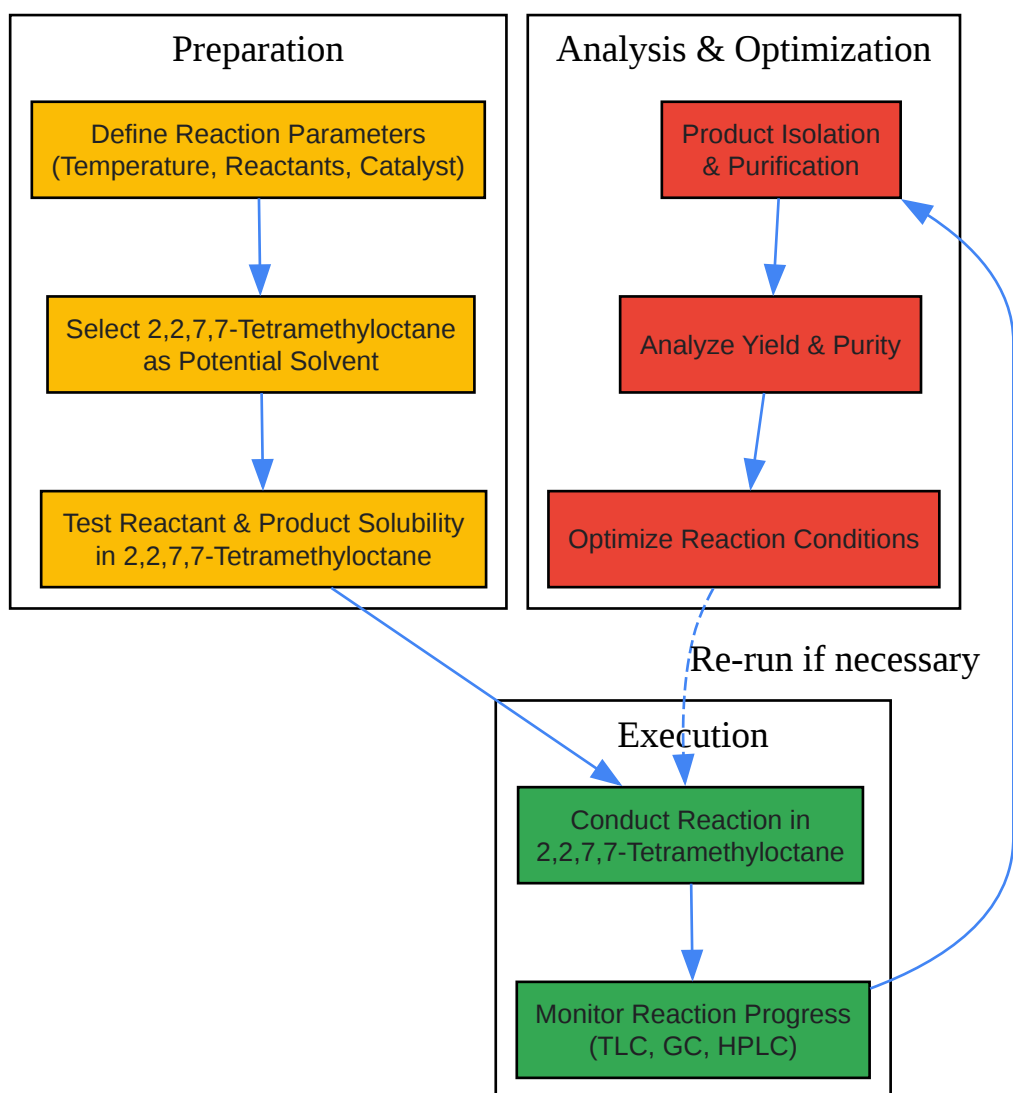 Preparation
Define Reaction Parameters
(Temperature, Reactants, Catalyst)
Select 2,2,7,7-Tetramethyloctane
as Potential Solvent
Test Reactant & Product Solubility
in 2,2,7,7-Tetramethyloctane
Analysis & Optimization
Product Isolation
& Purification
Analyze Yield & Purity
Optimize Reaction Conditions
Re-run if necessary
Execution
Conduct Reaction in
2,2,7,7-Tetramethyloctane
Monitor Reaction Progress
(TLC, GC, HPLC)